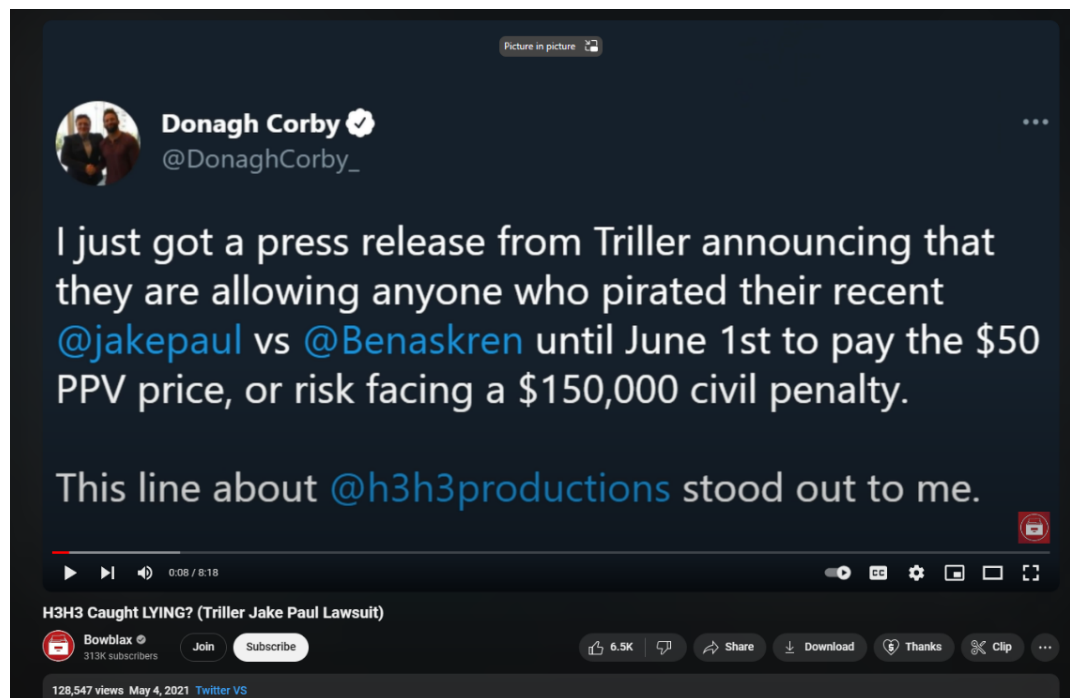 Picture in picture
Donagh Corby
@DonaghCorby_
I just got a press release from Triller announcing that
they are allowing anyone who pirated their recent
@jakepaul vs @Benaskren until June 1st to pay the $50
PPV price, or risk facing a $150,000 civil penalty.
This line about @h3h3productions stood out to me.
0:08 / 8:18
CC
H3H3 Caught LYING? (Triller Jake Paul Lawsuit)
Bowblax
313K subscribers
Join
Subscribe
6.5K
Share
Download
Thanks
Clip
128,547 views May 4, 2021 Twitter VS